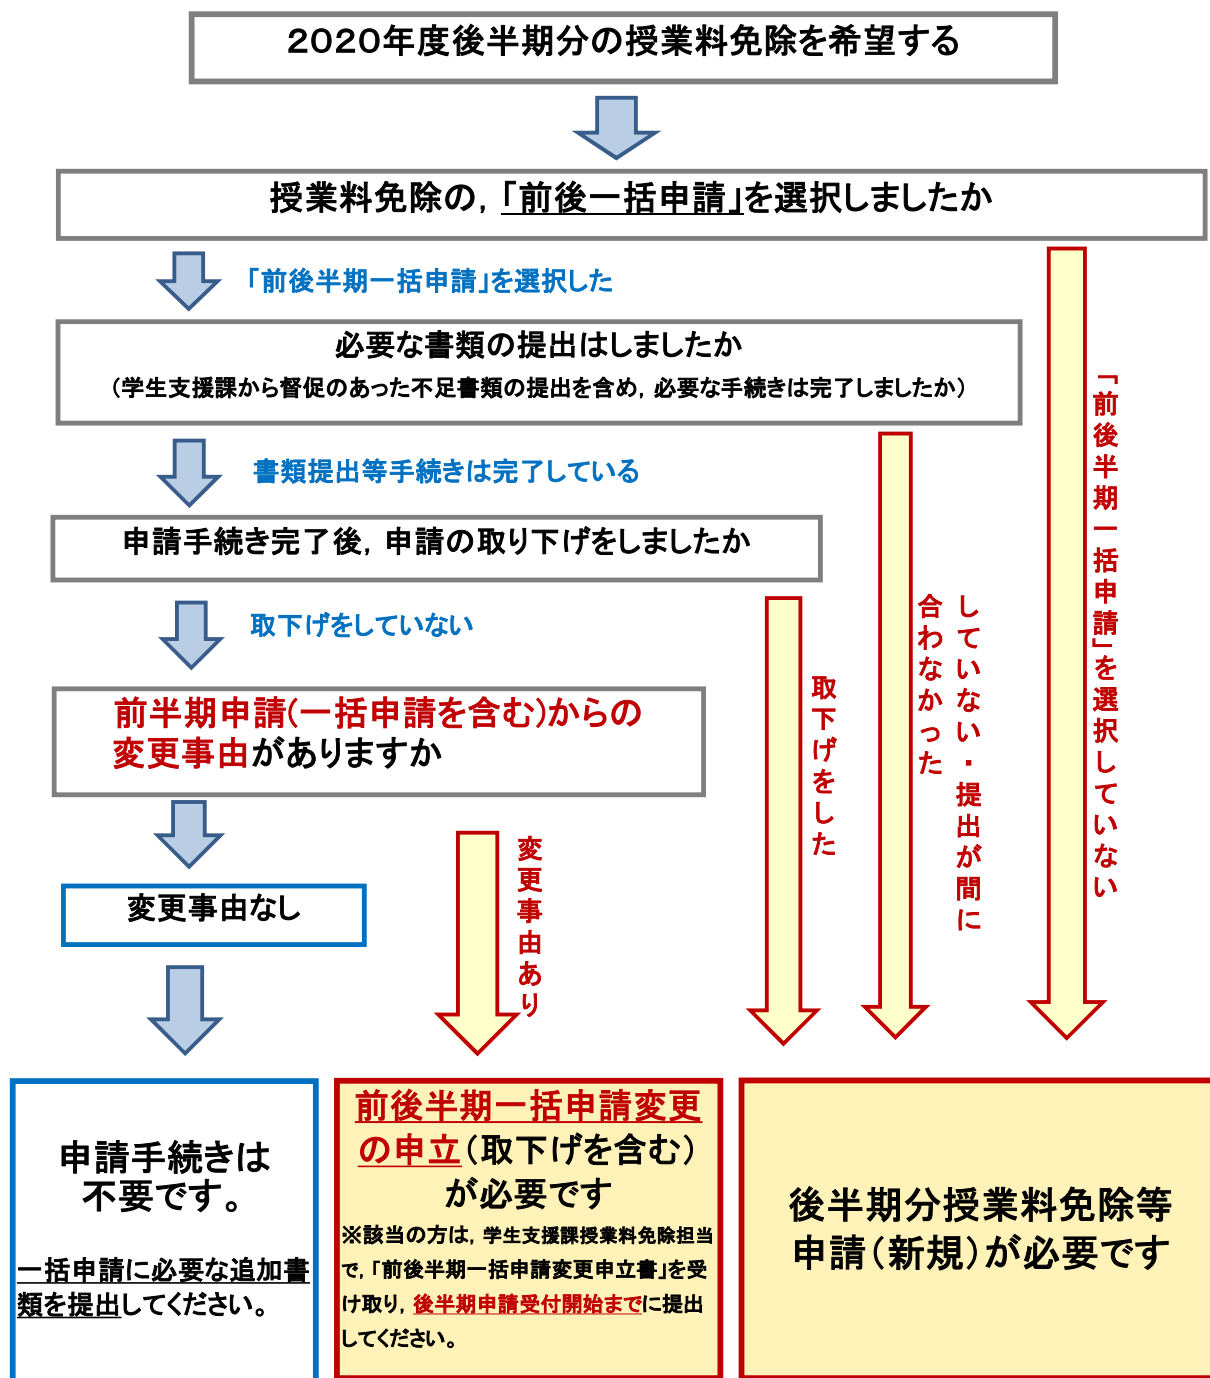 2020年度後半期分の授業料免除を希望する
授業料免除の，「前後一括申請」を選択しましたか
「前後半期一括申請」を選択した
必要な書類の提出はしましたか
（学生支援課から督促のあった不足書類の提出を含め，必要な手続きは完了しましたか）
書類提出等手続きは完了している
申請手続き完了後，申請の取り下げをしましたか
取下げをしていない
前半期申請(一括申請を含む)からの
変更事由がありますか
変更事由なし
変更事由あり
取下げをした
していない・提出が間に
合わなかった
「前後半期一括申請」を選択していない
申請手続きは
不要です。
一括申請に必要な追加書
類を提出してください。
前後半期一括申請変更
の申立（取下げを含む）
が必要です
※該当の方は，学生支援課授業料免除担当
で，「前後半期一括申請変更申立書」を受
け取り，後半期申請受付開始までに提出
してください。
後半期分授業料免除等
申請（新規）が必要です